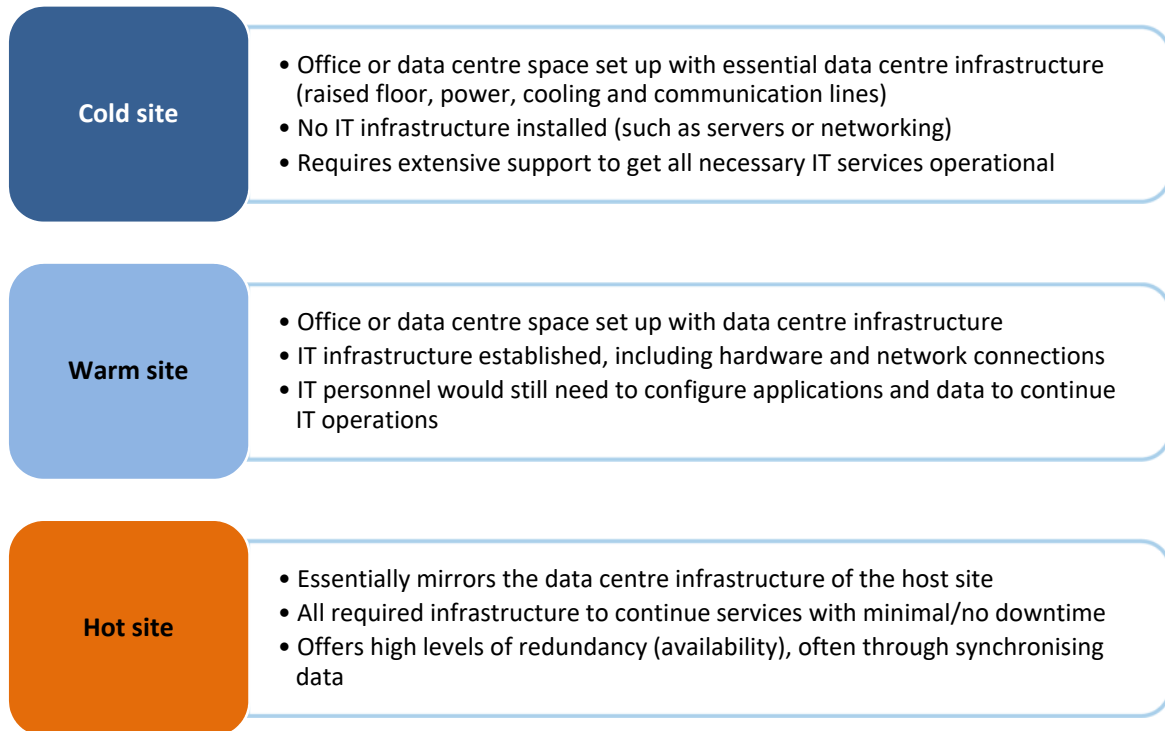 Cold site
• Office or data centre space set up with essential data centre infrastructure
(raised floor, power, cooling and communication lines)
• No IT infrastructure installed (such as servers or networking)
• Requires extensive support to get all necessary IT services operational
Warm site
• Office or data centre space set up with data centre infrastructure
• IT infrastructure established, including hardware and network connections
• IT personnel would still need to configure applications and data to continue
IT operations
Hot site
• Essentially mirrors the data centre infrastructure of the host site
• All required infrastructure to continue services with minimal/no downtime
• Offers high levels of redundancy (availability), often through synchronising
data